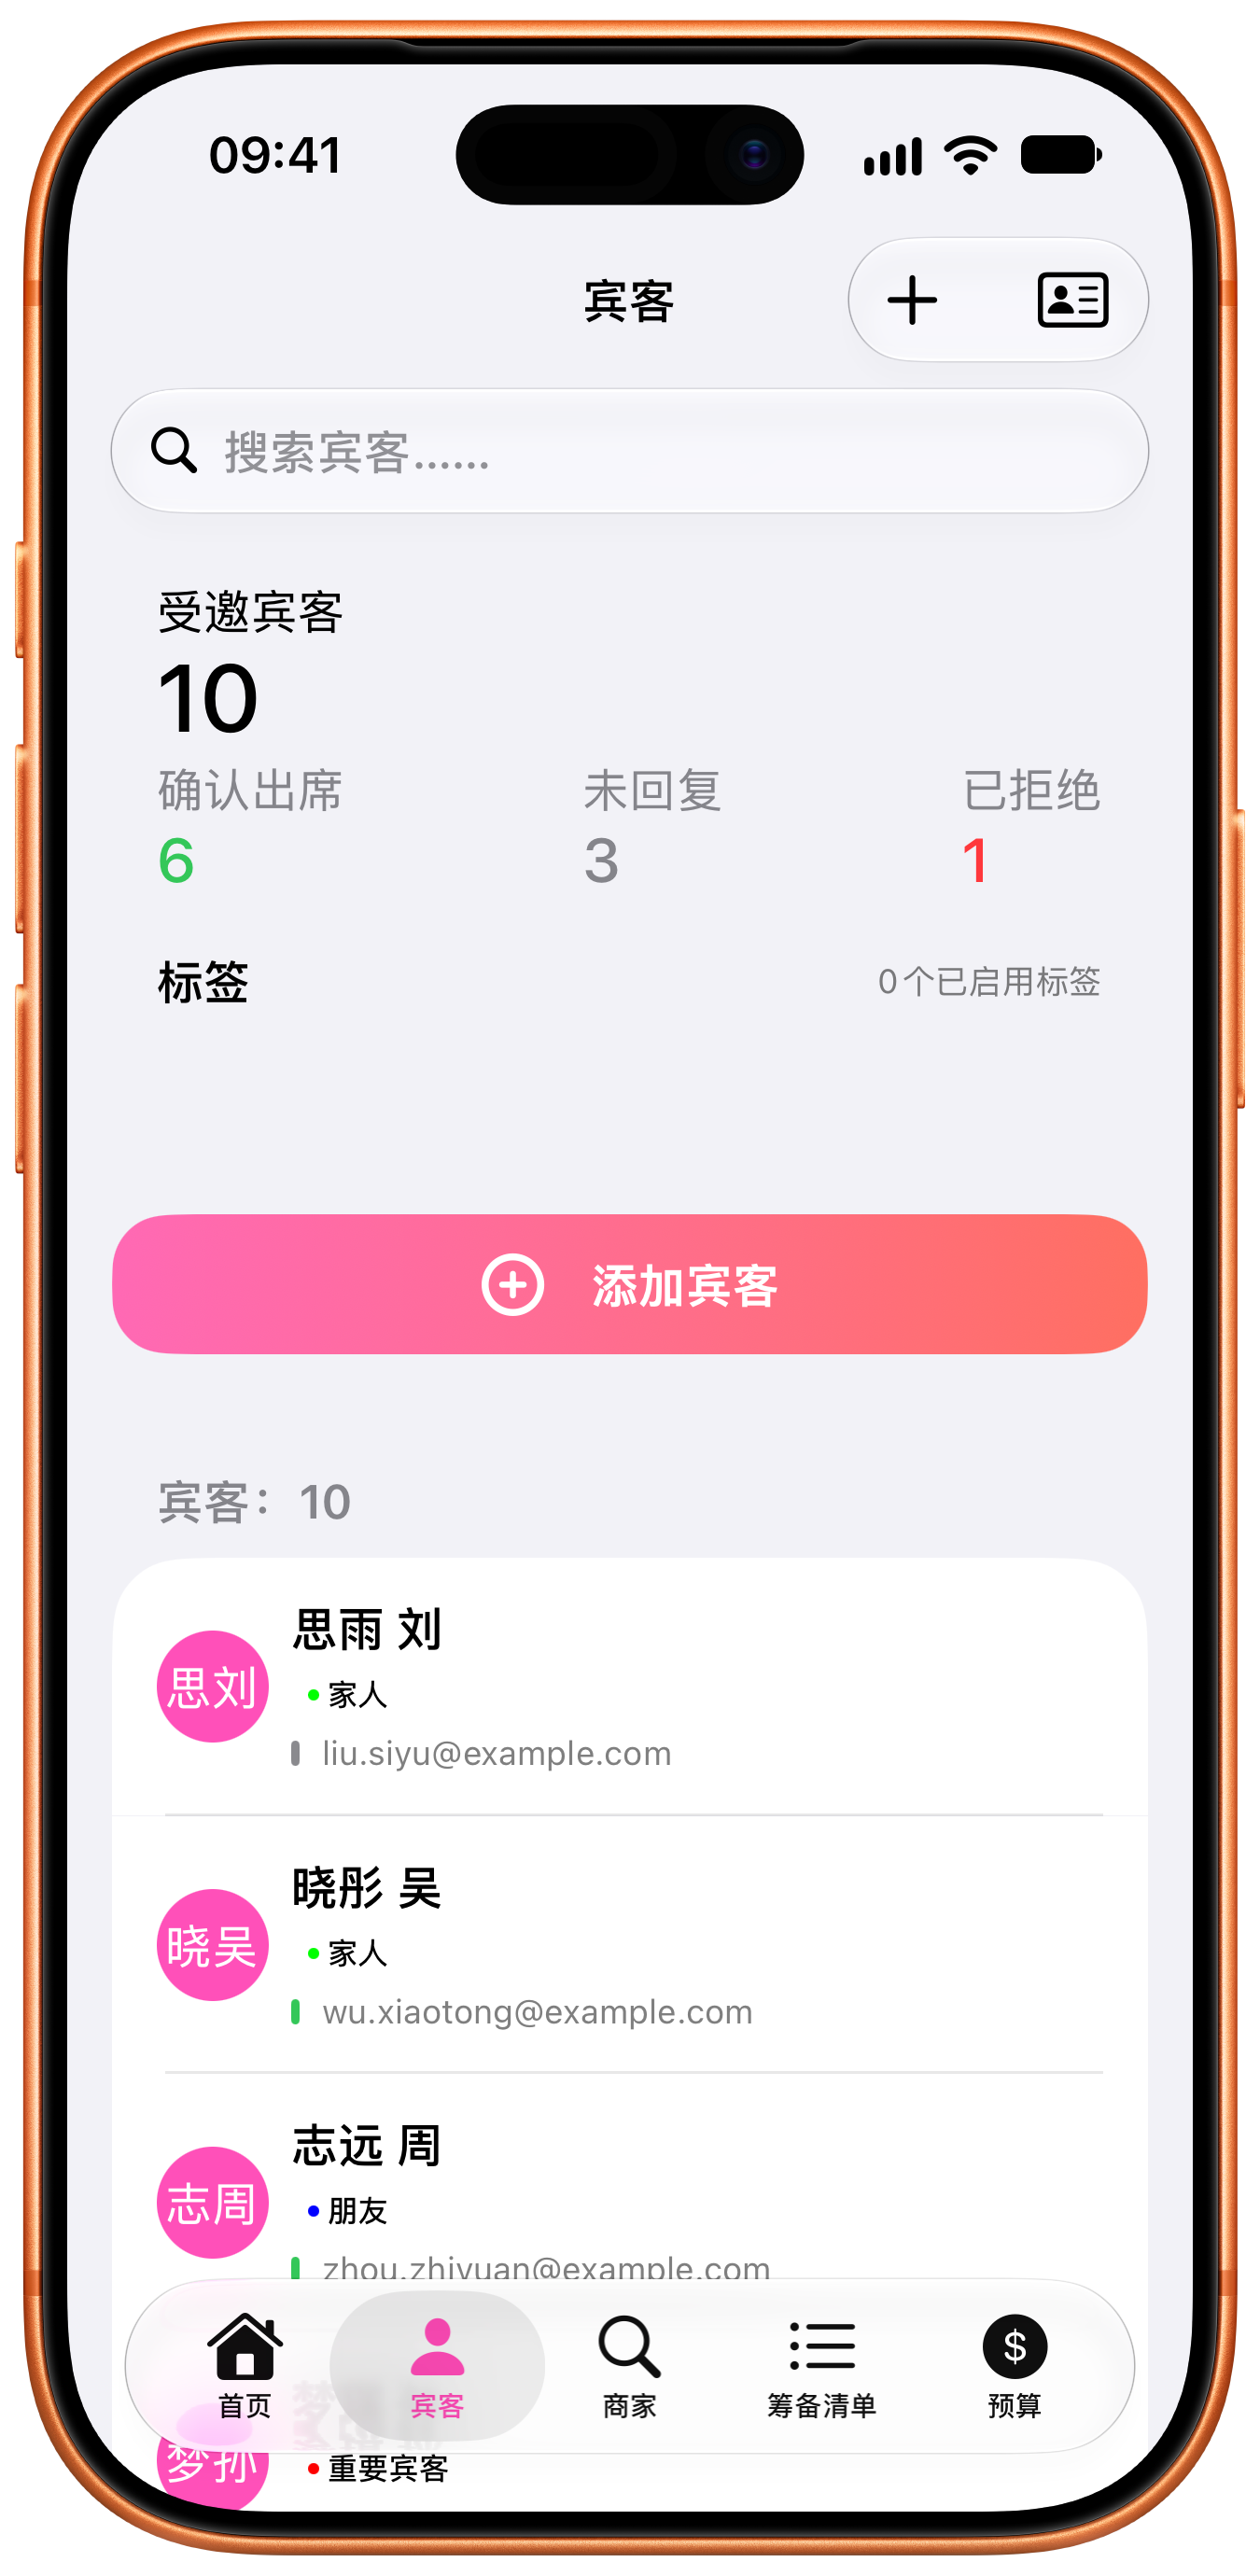 09:41
宾客
搜索宾客......
受邀宾客
10
确认出席 未回复 已拒绝
6 3 1
标签 0个已启用标签
添加宾客
宾客：10
思雨 刘
思刘
家人
liu.siyu@example.com
晓彤 吴
晓吴
家人
wu.xiaotong@example.com
志远 周
志周
朋友
zhou.zhiyuan@example.com
首页 宾客 商家 筹备清单 预算
梦孙
重要宾客